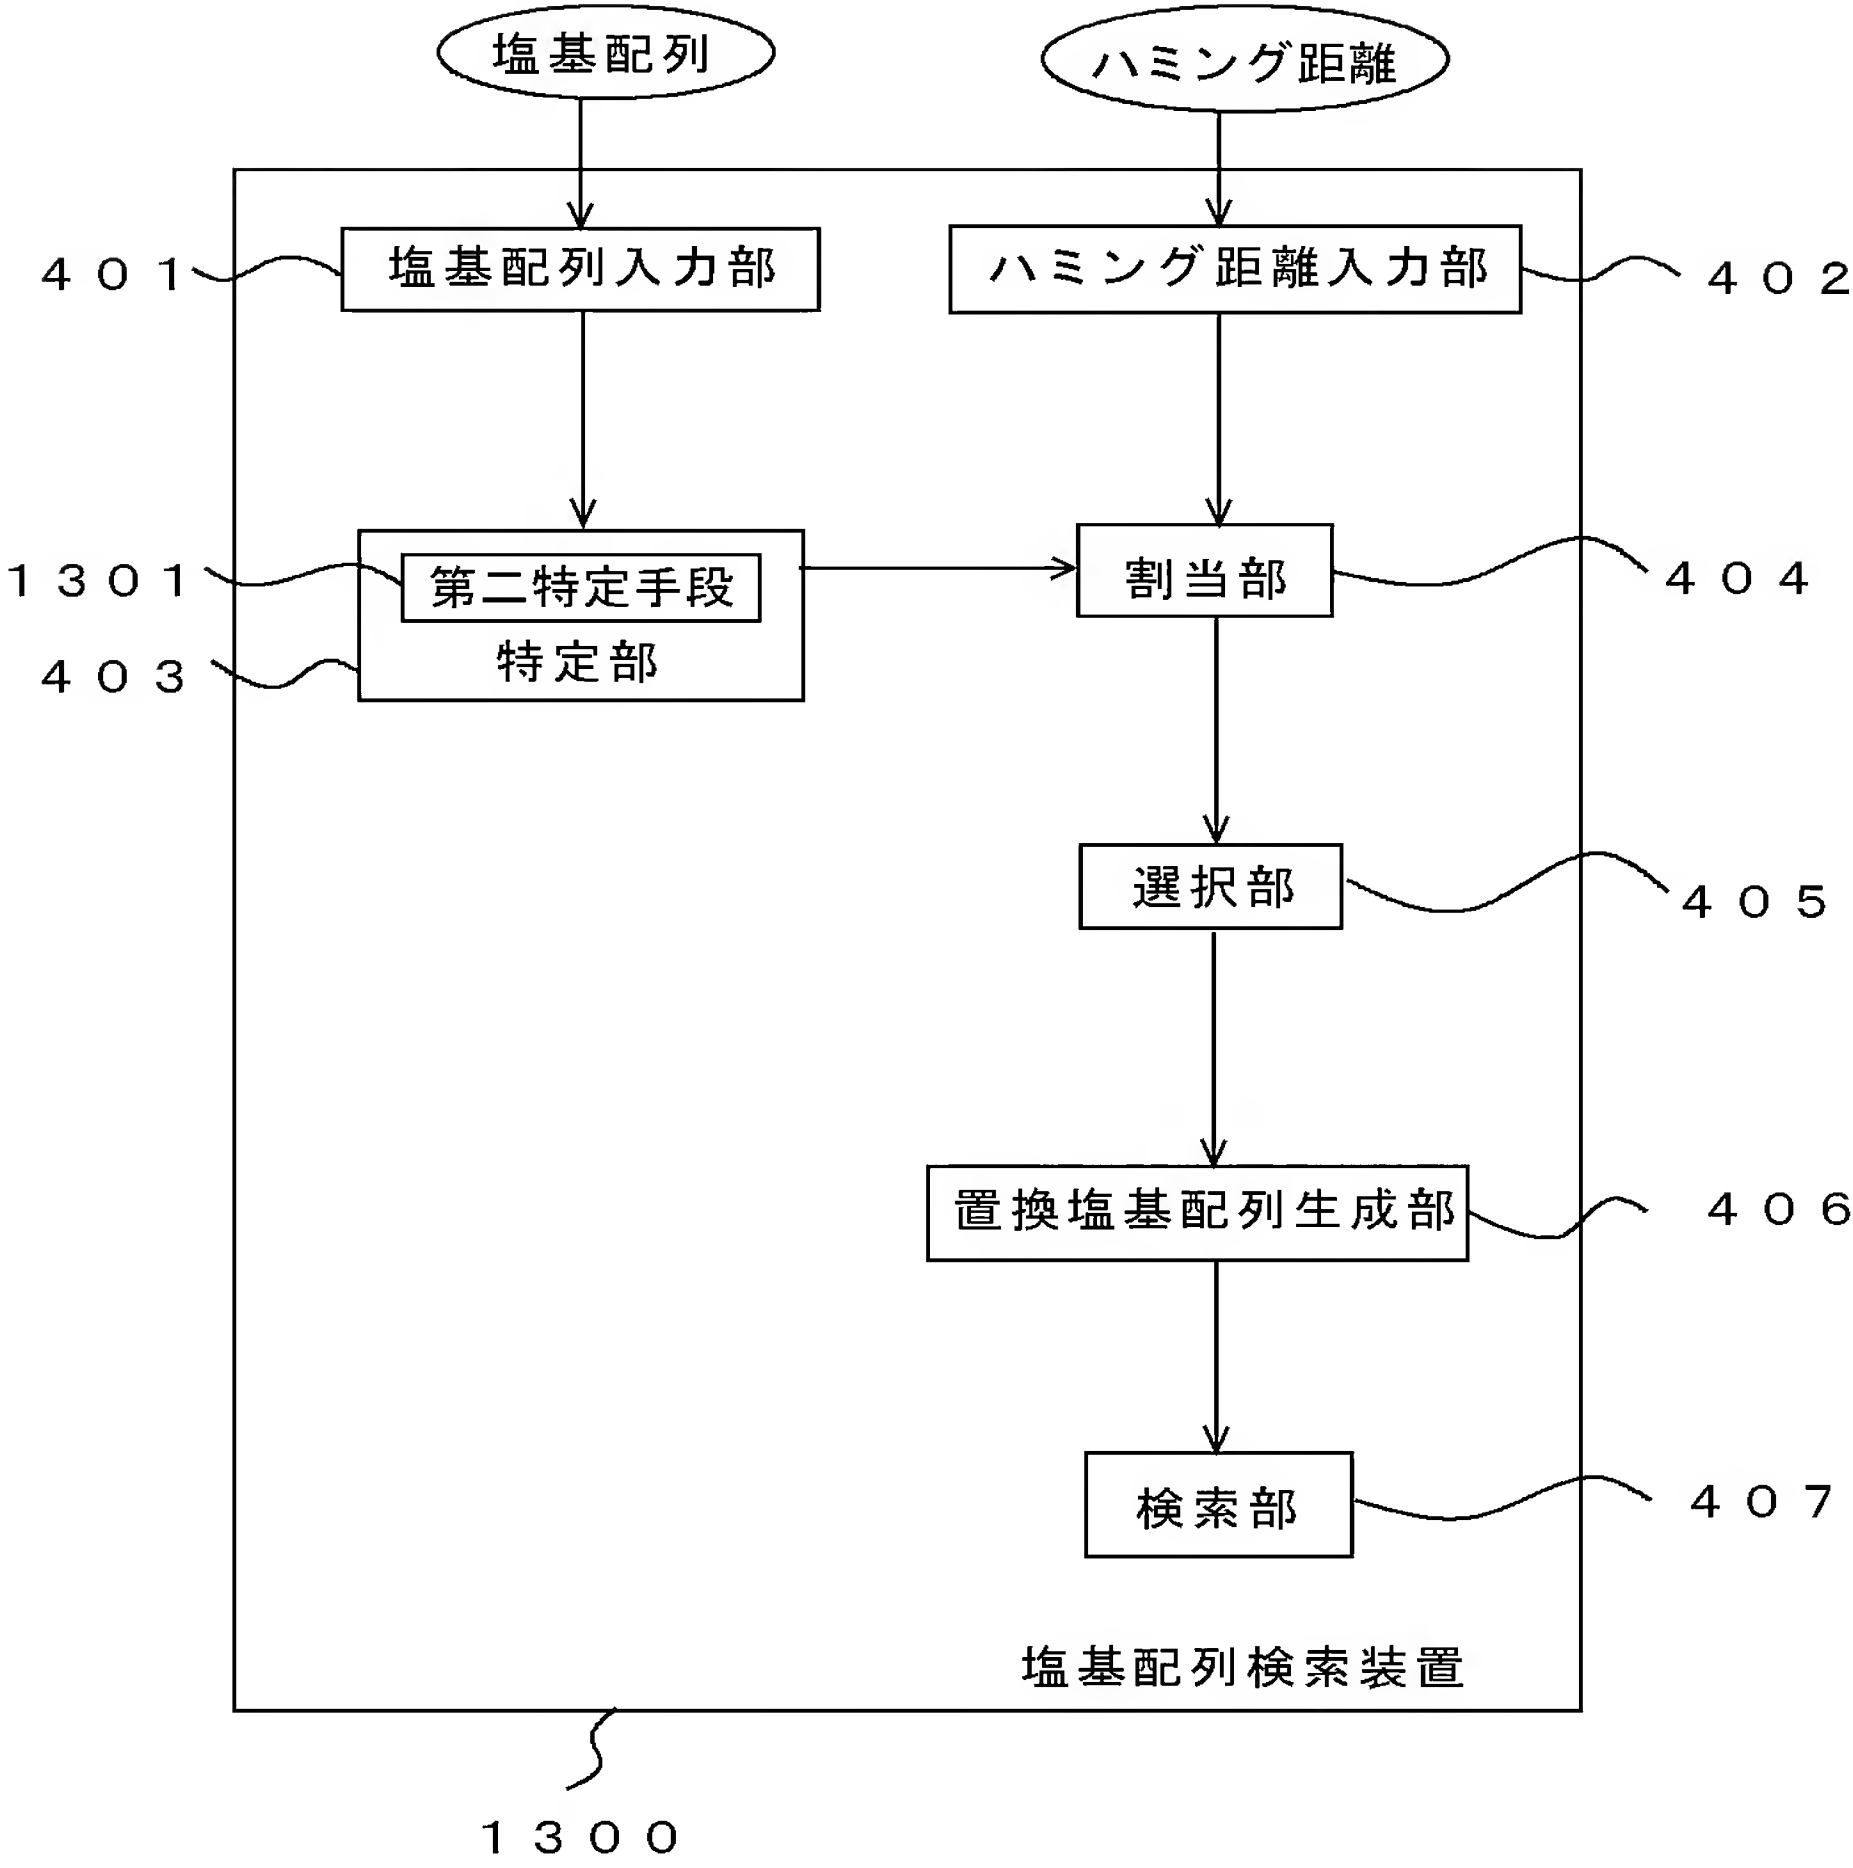 塩基配列
ハミング距離
401
塩基配列入力部
ハミング距離入力部
402
1301
第二特定手段
特定部
403
割当部
404
選択部
405
置換塩基配列生成部
406
検索部
407
塩基配列検索装置
1300